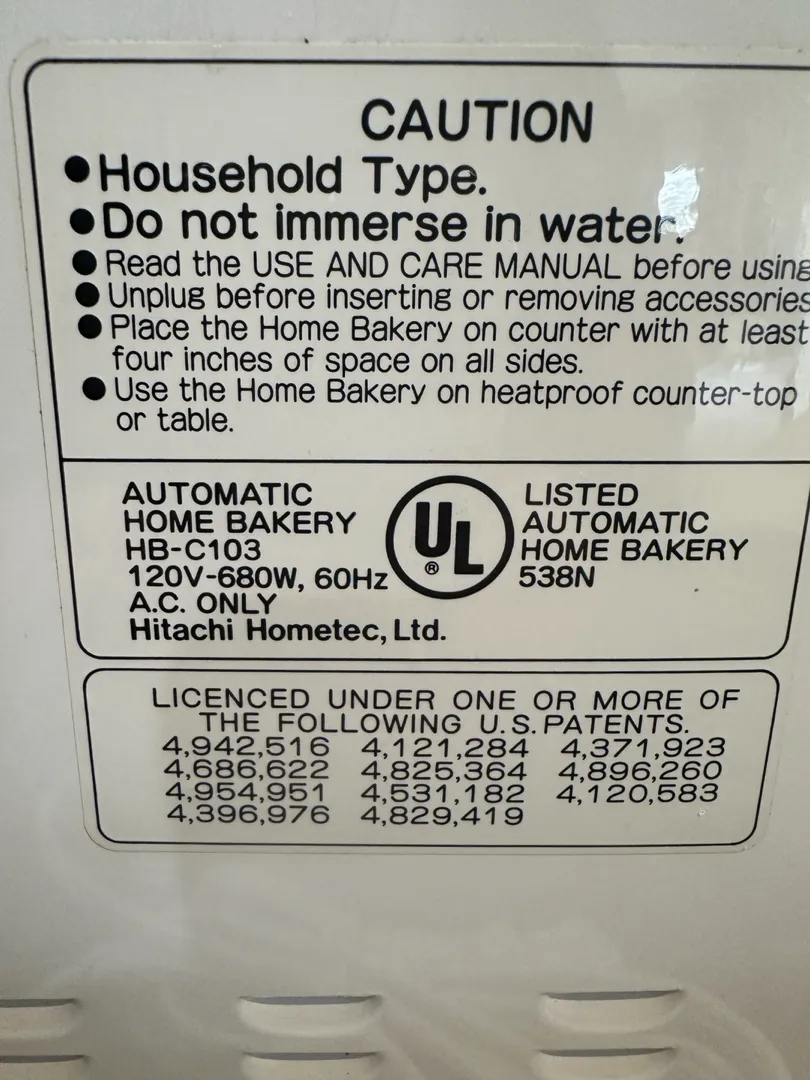 CAUTION
●Household Type.
●Do not immerse in water.
●Read the USE AND CARE MANUAL before using
●Unplug before inserting or removing accessories
●Place the Home Bakery on counter with at least
four inches of space on all sides.
●Use the Home Bakery on heatproof counter-top
or table.
AUTOMATIC
HOME BAKERY
HB-C103
120V-680W, 60Hz
A.C. ONLY
Hitachi Hometec, Ltd.
UL
®
LISTED
AUTOMATIC
HOME BAKERY
538N
LICENCED UNDER ONE OR MORE OF
THE FOLLOWING U.S. PATENTS.
4,942,516 4,121,284 4,371,923
4,686,622 4,825,364 4,896,260
4,954,951 4,531,182 4,120,583
4,396,976 4,829,419